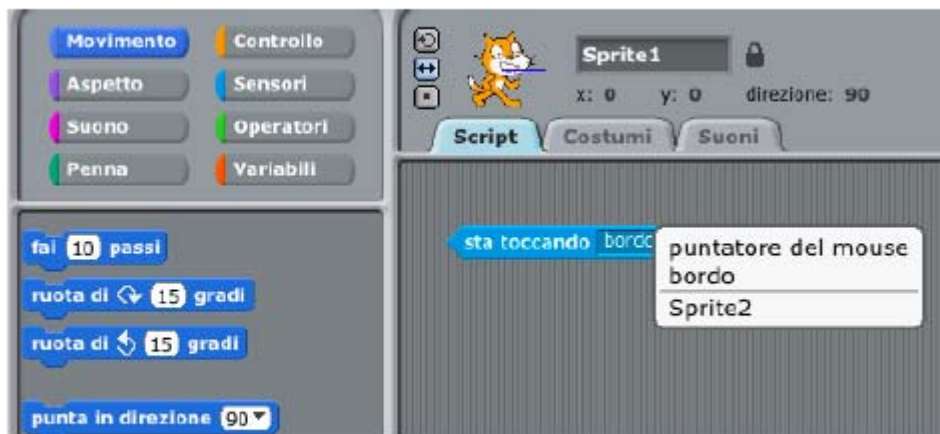 Movimento Controllo
Aspetto Sensori
Suono Operatori
Penna Variabili
fai 10 passi
ruota di 15 gradi
ruota di 15 gradi
punta in direzione 90
Sprite1
x: 0 y: 0 direzione: 90
Script Costumi Suoni
sta toccando bordo
puntatore del mouse
bordo
Sprite2